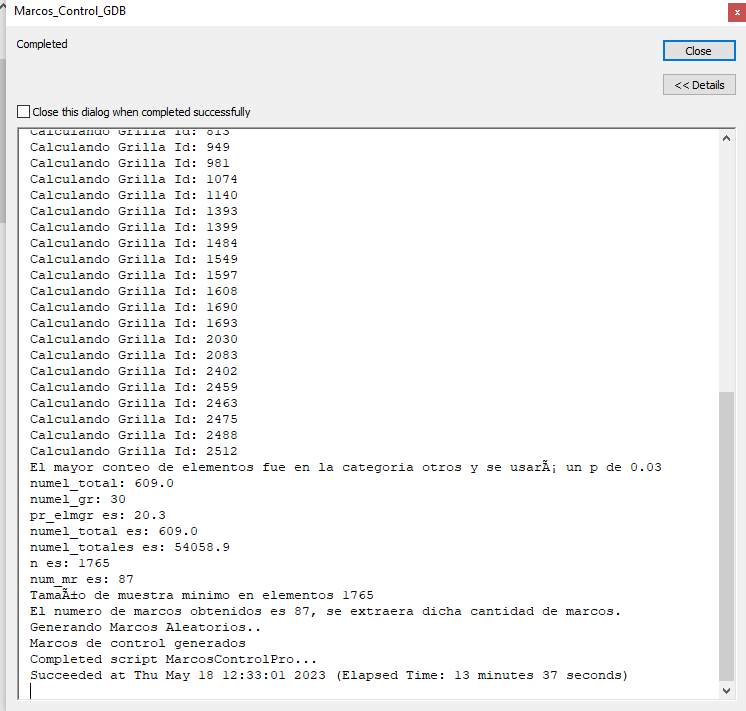 Marcos_Control_GDB
x
Completed
Close
<< Details
Close this dialog when completed successfully
Calculando Grilla Id: 813
Calculando Grilla Id: 949
Calculando Grilla Id: 981
Calculando Grilla Id: 1074
Calculando Grilla Id: 1140
Calculando Grilla Id: 1393
Calculando Grilla Id: 1399
Calculando Grilla Id: 1484
Calculando Grilla Id: 1549
Calculando Grilla Id: 1597
Calculando Grilla Id: 1608
Calculando Grilla Id: 1690
Calculando Grilla Id: 1693
Calculando Grilla Id: 2030
Calculando Grilla Id: 2083
Calculando Grilla Id: 2402
Calculando Grilla Id: 2459
Calculando Grilla Id: 2463
Calculando Grilla Id: 2475
Calculando Grilla Id: 2488
Calculando Grilla Id: 2512
El mayor conteo de elementos fue en la categoria otros y se usarÃ¡ un p de 0.03
numel_total: 609.0
numel_gr: 30
pr_elmgr es: 20.3
numel_total es: 609.0
numel_totales es: 54058.9
n es: 1765
num_mr es: 87
TamaÃ±o de muestra minimo en elementos 1765
El numero de marcos obtenidos es 87, se extraera dicha cantidad de marcos.
Generando Marcos Aleatorios..
Marcos de control generados
Completed script MarcosControlPro...
Succeeded at Thu May 18 12:33:01 2023 (Elapsed Time: 13 minutes 37 seconds)